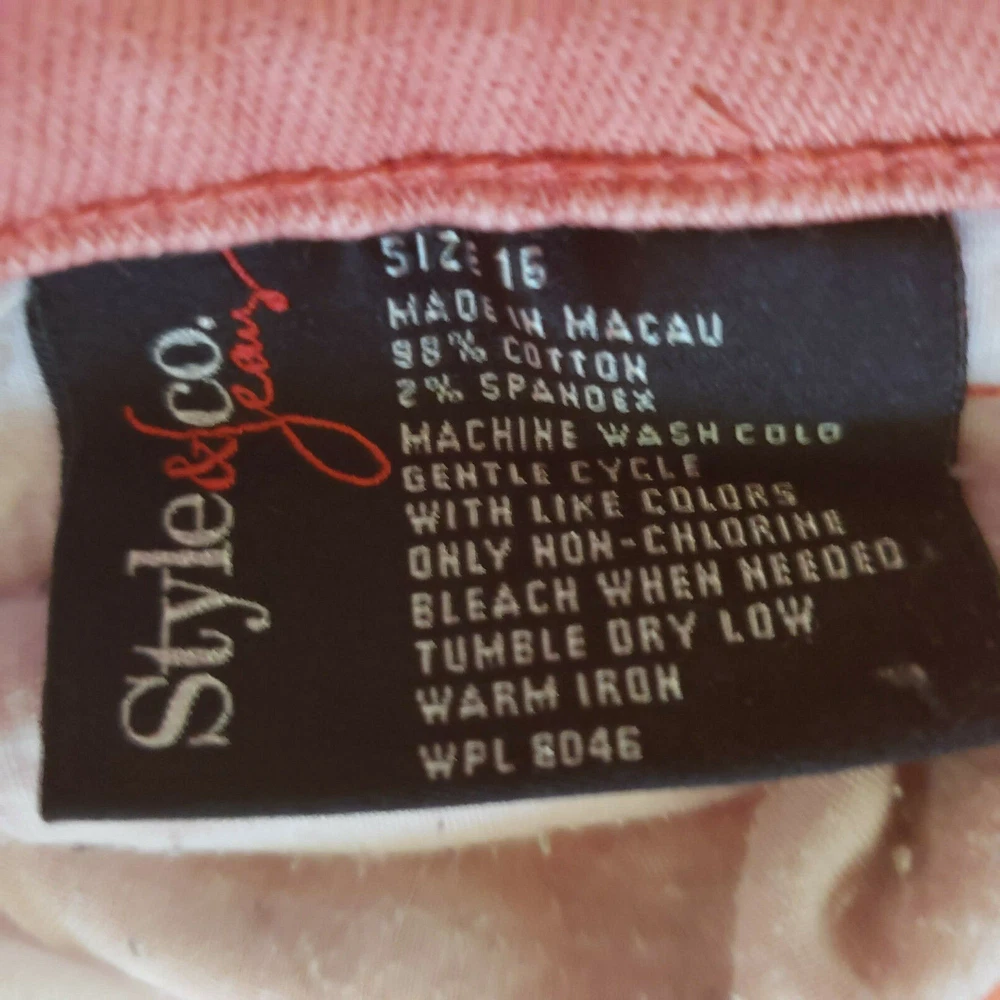 Style&co.
Jeans
SIZE 16
MADE IN MACAU
98% COTTON
2% SPANDEX
MACHINE WASH COLD
GENTLE CYCLE
WITH LIKE COLORS
ONLY NON-CHLORINE
BLEACH WHEN NEEDED
TUMBLE DRY LOW
WARM IRON
WPL 8046